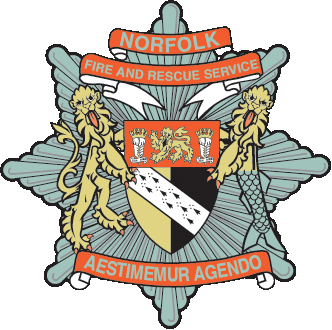 NORFOLK
FIRE AND RESCUE SERVICE
AESTIMEMUR AGENDO